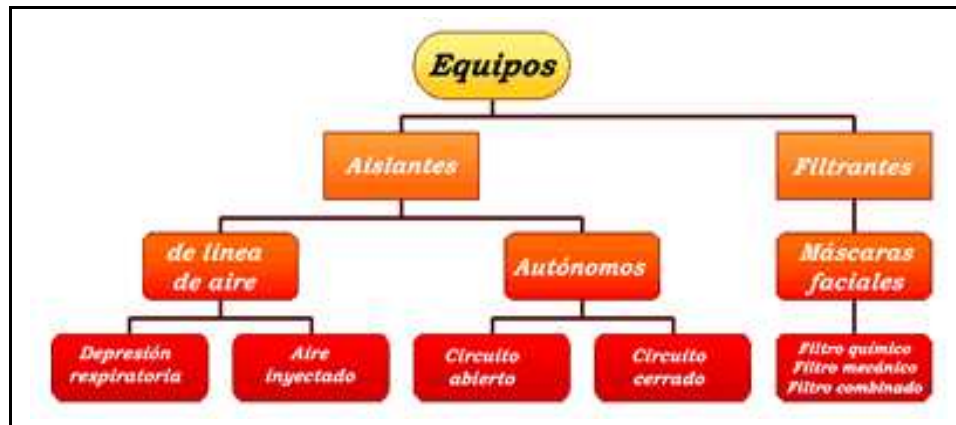 Equipos
Aislantes
Filtrantes
de línea
de aire
Autónomos
Máscaras
faciales
Depresión
respiratoria
Aire
inyectado
Circuito
abierto
Circuito
cerrado
Filtro químico
Filtro mecánico
Filtro combinado